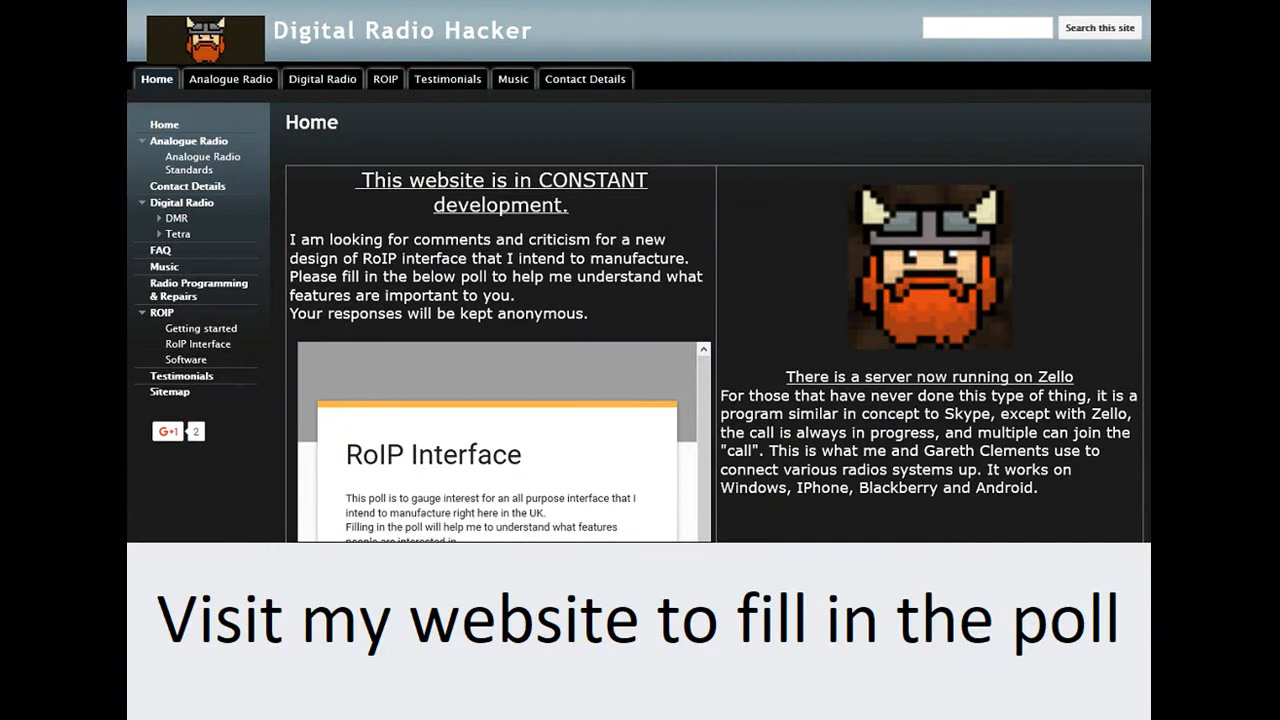 Digital Radio Hacker
Search this site
Home
Analogue Radio
Digital Radio
ROIP
Testimonials
Music
Contact Details
Home
Analogue Radio
Analogue Radio
Standards
Contact Details
Digital Radio
DMR
Tetra
FAQ
Music
Radio Programming
& Repairs
ROIP
Getting started
RoIP Interface
Software
Testimonials
Sitemap
G+1
2
Home
This website is in CONSTANT
development.
I am looking for comments and criticism for a new
design of RoIP interface that I intend to manufacture.
Please fill in the below poll to help me understand what
features are important to you.
Your responses will be kept anonymous.
RoIP Interface
This poll is to gauge interest for an all purpose interface that I
intend to manufacture right here in the UK.
Filling in the poll will help me to understand what features
people are interested in
There is a server now running on Zello
For those that have never done this type of thing, it is a
program similar in concept to Skype, except with Zello,
the call is always in progress, and multiple can join the
"call". This is what me and Gareth Clements use to
connect various radios systems up. It works on
Windows, IPhone, Blackberry and Android.
Visit my website to fill in the poll